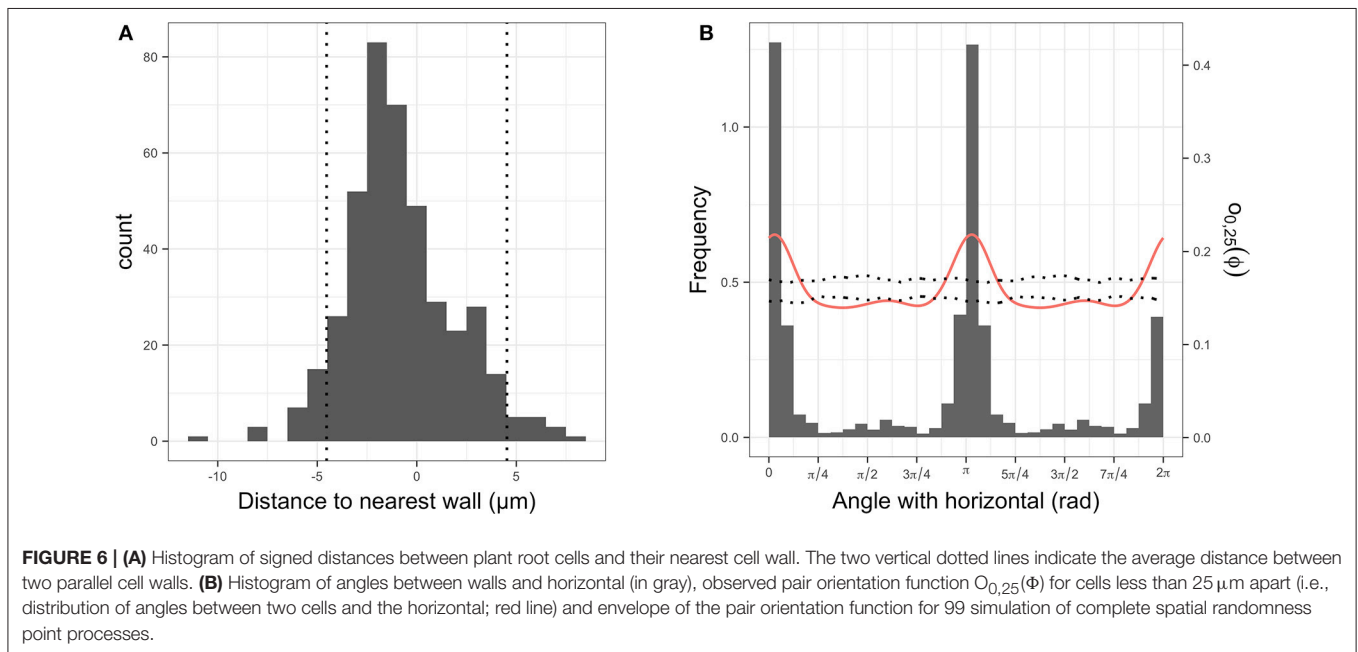 A
80
60
40
20
0
count
-10
-5
0
5
Distance to nearest wall (µm)
B
1.0
0.5
0.0
Frequency
0.4
0.3
0.2
0.1
0.0
O0,25(ϕ)
0
π/4
π/2
3π/4
π
5π/4
3π/2
7π/4
2π
Angle with horizontal (rad)
FIGURE 6 | (A) Histogram of signed distances between plant root cells and their nearest cell wall. The two vertical dotted lines indicate the average distance between
two parallel cell walls. (B) Histogram of angles between walls and horizontal (in gray), observed pair orientation function O0,25(Φ) for cells less than 25 µm apart (i.e.,
distribution of angles between two cells and the horizontal; red line) and envelope of the pair orientation function for 99 simulation of complete spatial randomness
point processes.